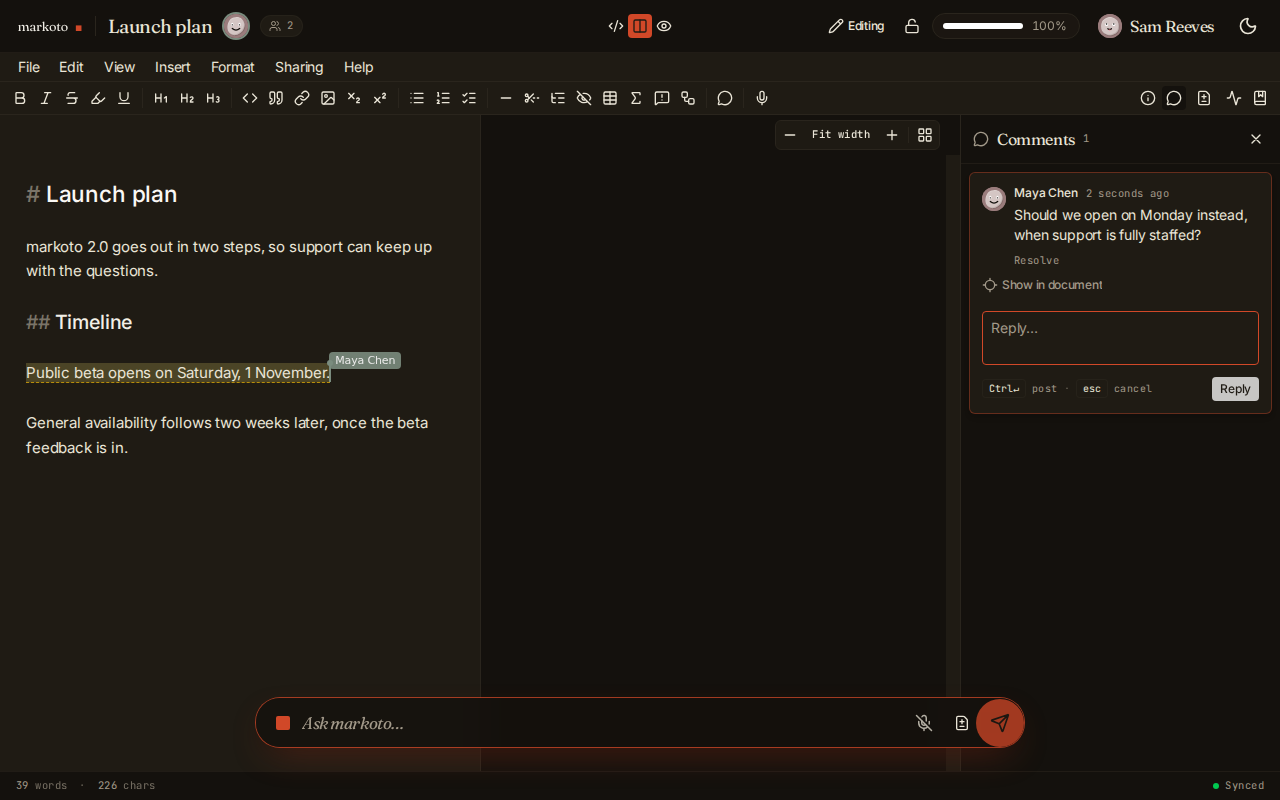 markoto
Launch plan
2
Editing
100%
Sam Reeves
File Edit View Insert Format Sharing Help
H1 H2 H3
x2 x2
Fit width
Comments 1
# Launch plan
markoto 2.0 goes out in two steps, so support can keep up
with the questions.
## Timeline
Maya Chen
Public beta opens on Saturday, 1 November.
General availability follows two weeks later, once the beta
feedback is in.
Maya Chen 2 seconds ago
Should we open on Monday instead,
when support is fully staffed?
Resolve
Show in document
Reply...
Ctrl↵ post · esc cancel
Reply
Ask markoto...
39 words · 226 chars
Synced